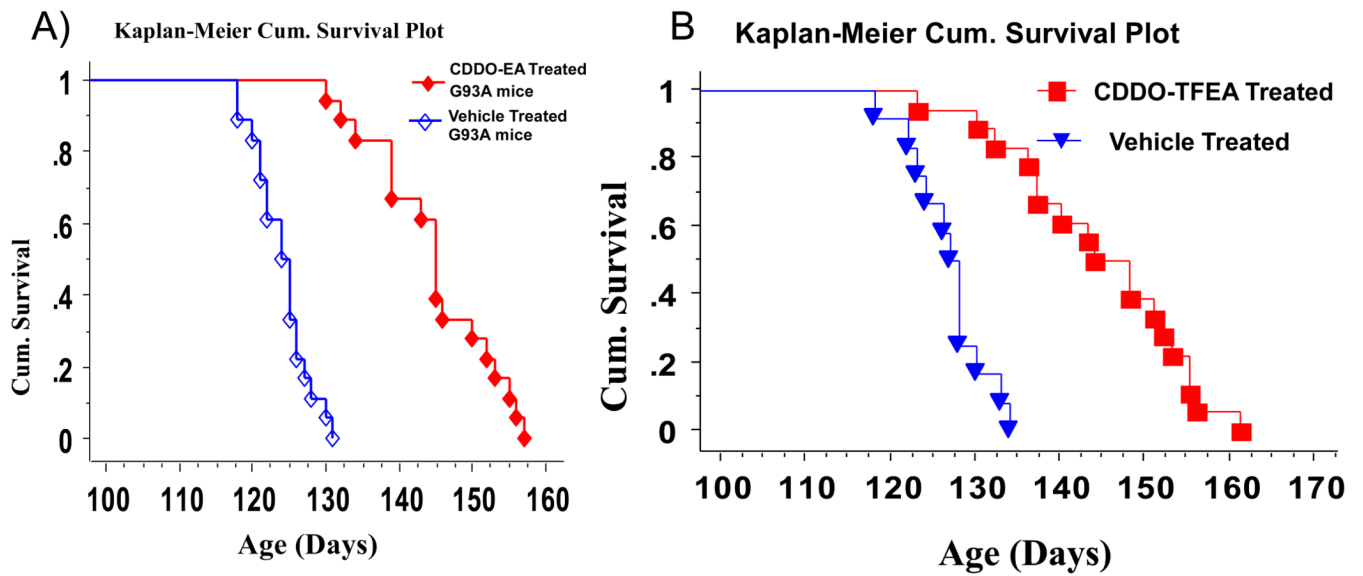 A)
Kaplan-Meier Cum. Survival Plot
CDDO-EA Treated
G93A mice
Vehicle Treated
G93A mice
1
.8
.6
.4
.2
0
Cum. Survival
100 110 120 130 140 150 160
Age (Days)
B
Kaplan-Meier Cum. Survival Plot
CDDO-TFEA Treated
Vehicle Treated
1
.8
.6
.4
.2
0
Cum. Survival
100 110 120 130 140 150 160 170
Age (Days)